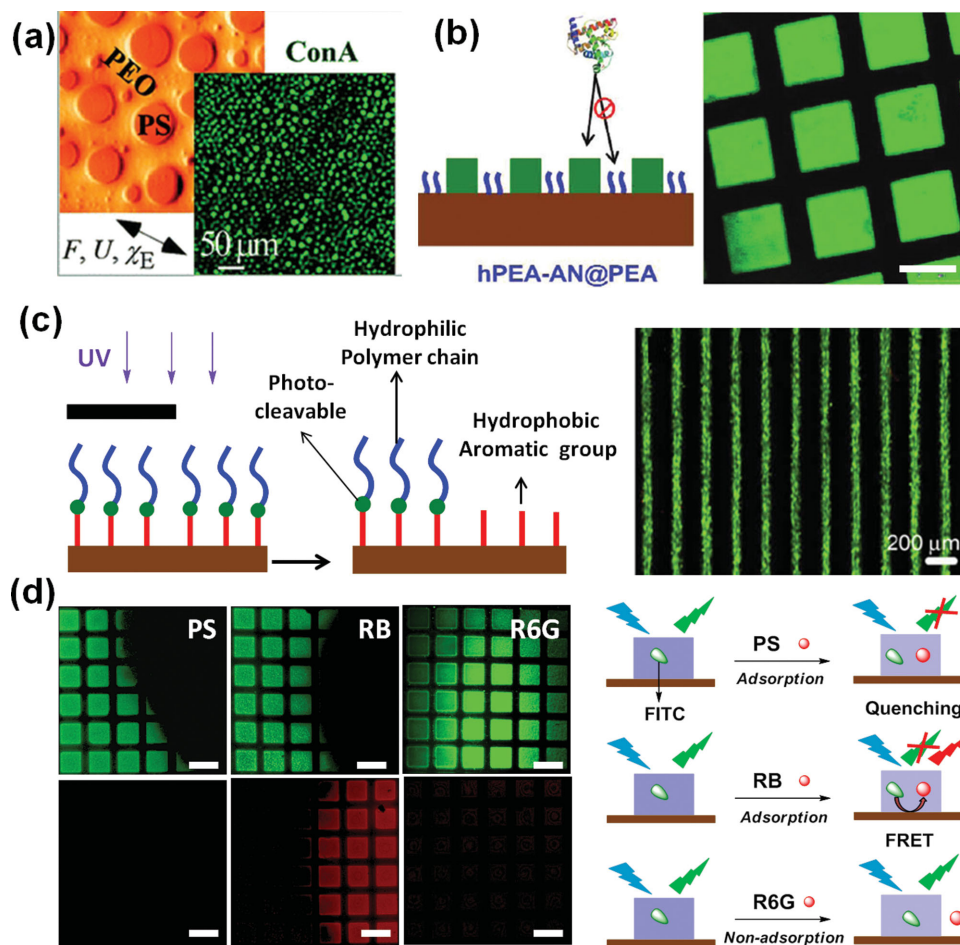 (a)
PEO
PS
ConA
F, U, χE
50 μm
(b)
hPEA-AN@PEA
(c)
UV
Photo-
cleavable
Hydrophilic
Polymer chain
Hydrophobic
Aromatic group
200 μm
(d)
PS
RB
R6G
FITC
PS
Adsorption
Quenching
RB
Adsorption
FRET
R6G
Non-adsorption